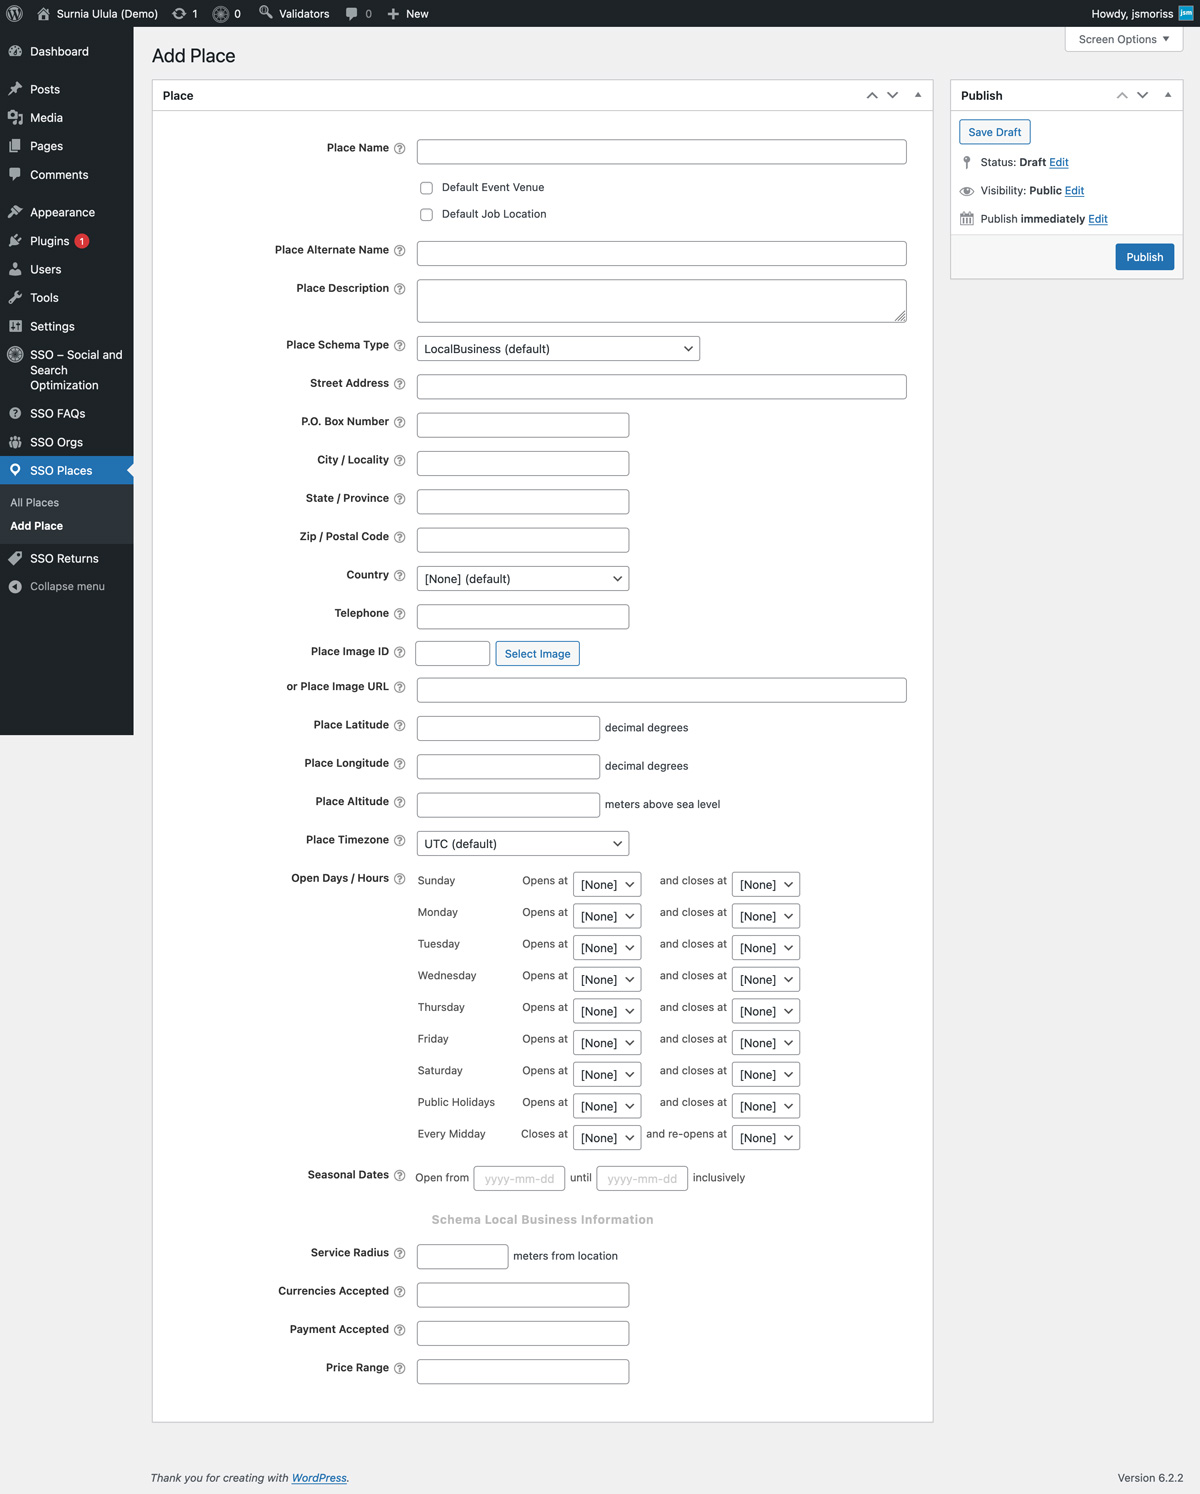 Surnia Ulula (Demo) 1 0 Validators 0 New Howdy, jsmoriss jsm
Screen Options
Dashboard
Posts
Media
Pages
Comments
Appearance
Plugins 1
Users
Tools
Settings
SSO – Social and
Search
Optimization
SSO FAQs
SSO Orgs
SSO Places
All Places
Add Place
SSO Returns
Collapse menu
Add Place
Place
Place Name
Default Event Venue
Default Job Location
Place Alternate Name
Place Description
Place Schema Type LocalBusiness (default)
Street Address
P.O. Box Number
City / Locality
State / Province
Zip / Postal Code
Country [None] (default)
Telephone
Place Image ID Select Image
or Place Image URL
Place Latitude decimal degrees
Place Longitude decimal degrees
Place Altitude meters above sea level
Place Timezone UTC (default)
Open Days / Hours Sunday Opens at [None] and closes at [None]
Monday Opens at [None] and closes at [None]
Tuesday Opens at [None] and closes at [None]
Wednesday Opens at [None] and closes at [None]
Thursday Opens at [None] and closes at [None]
Friday Opens at [None] and closes at [None]
Saturday Opens at [None] and closes at [None]
Public Holidays Opens at [None] and closes at [None]
Every Midday Closes at [None] and re-opens at [None]
Seasonal Dates Open from yyyy-mm-dd until yyyy-mm-dd inclusively
Schema Local Business Information
Service Radius meters from location
Currencies Accepted
Payment Accepted
Price Range
Publish
Save Draft
Status: Draft Edit
Visibility: Public Edit
Publish immediately Edit
Publish
Thank you for creating with WordPress. Version 6.2.2